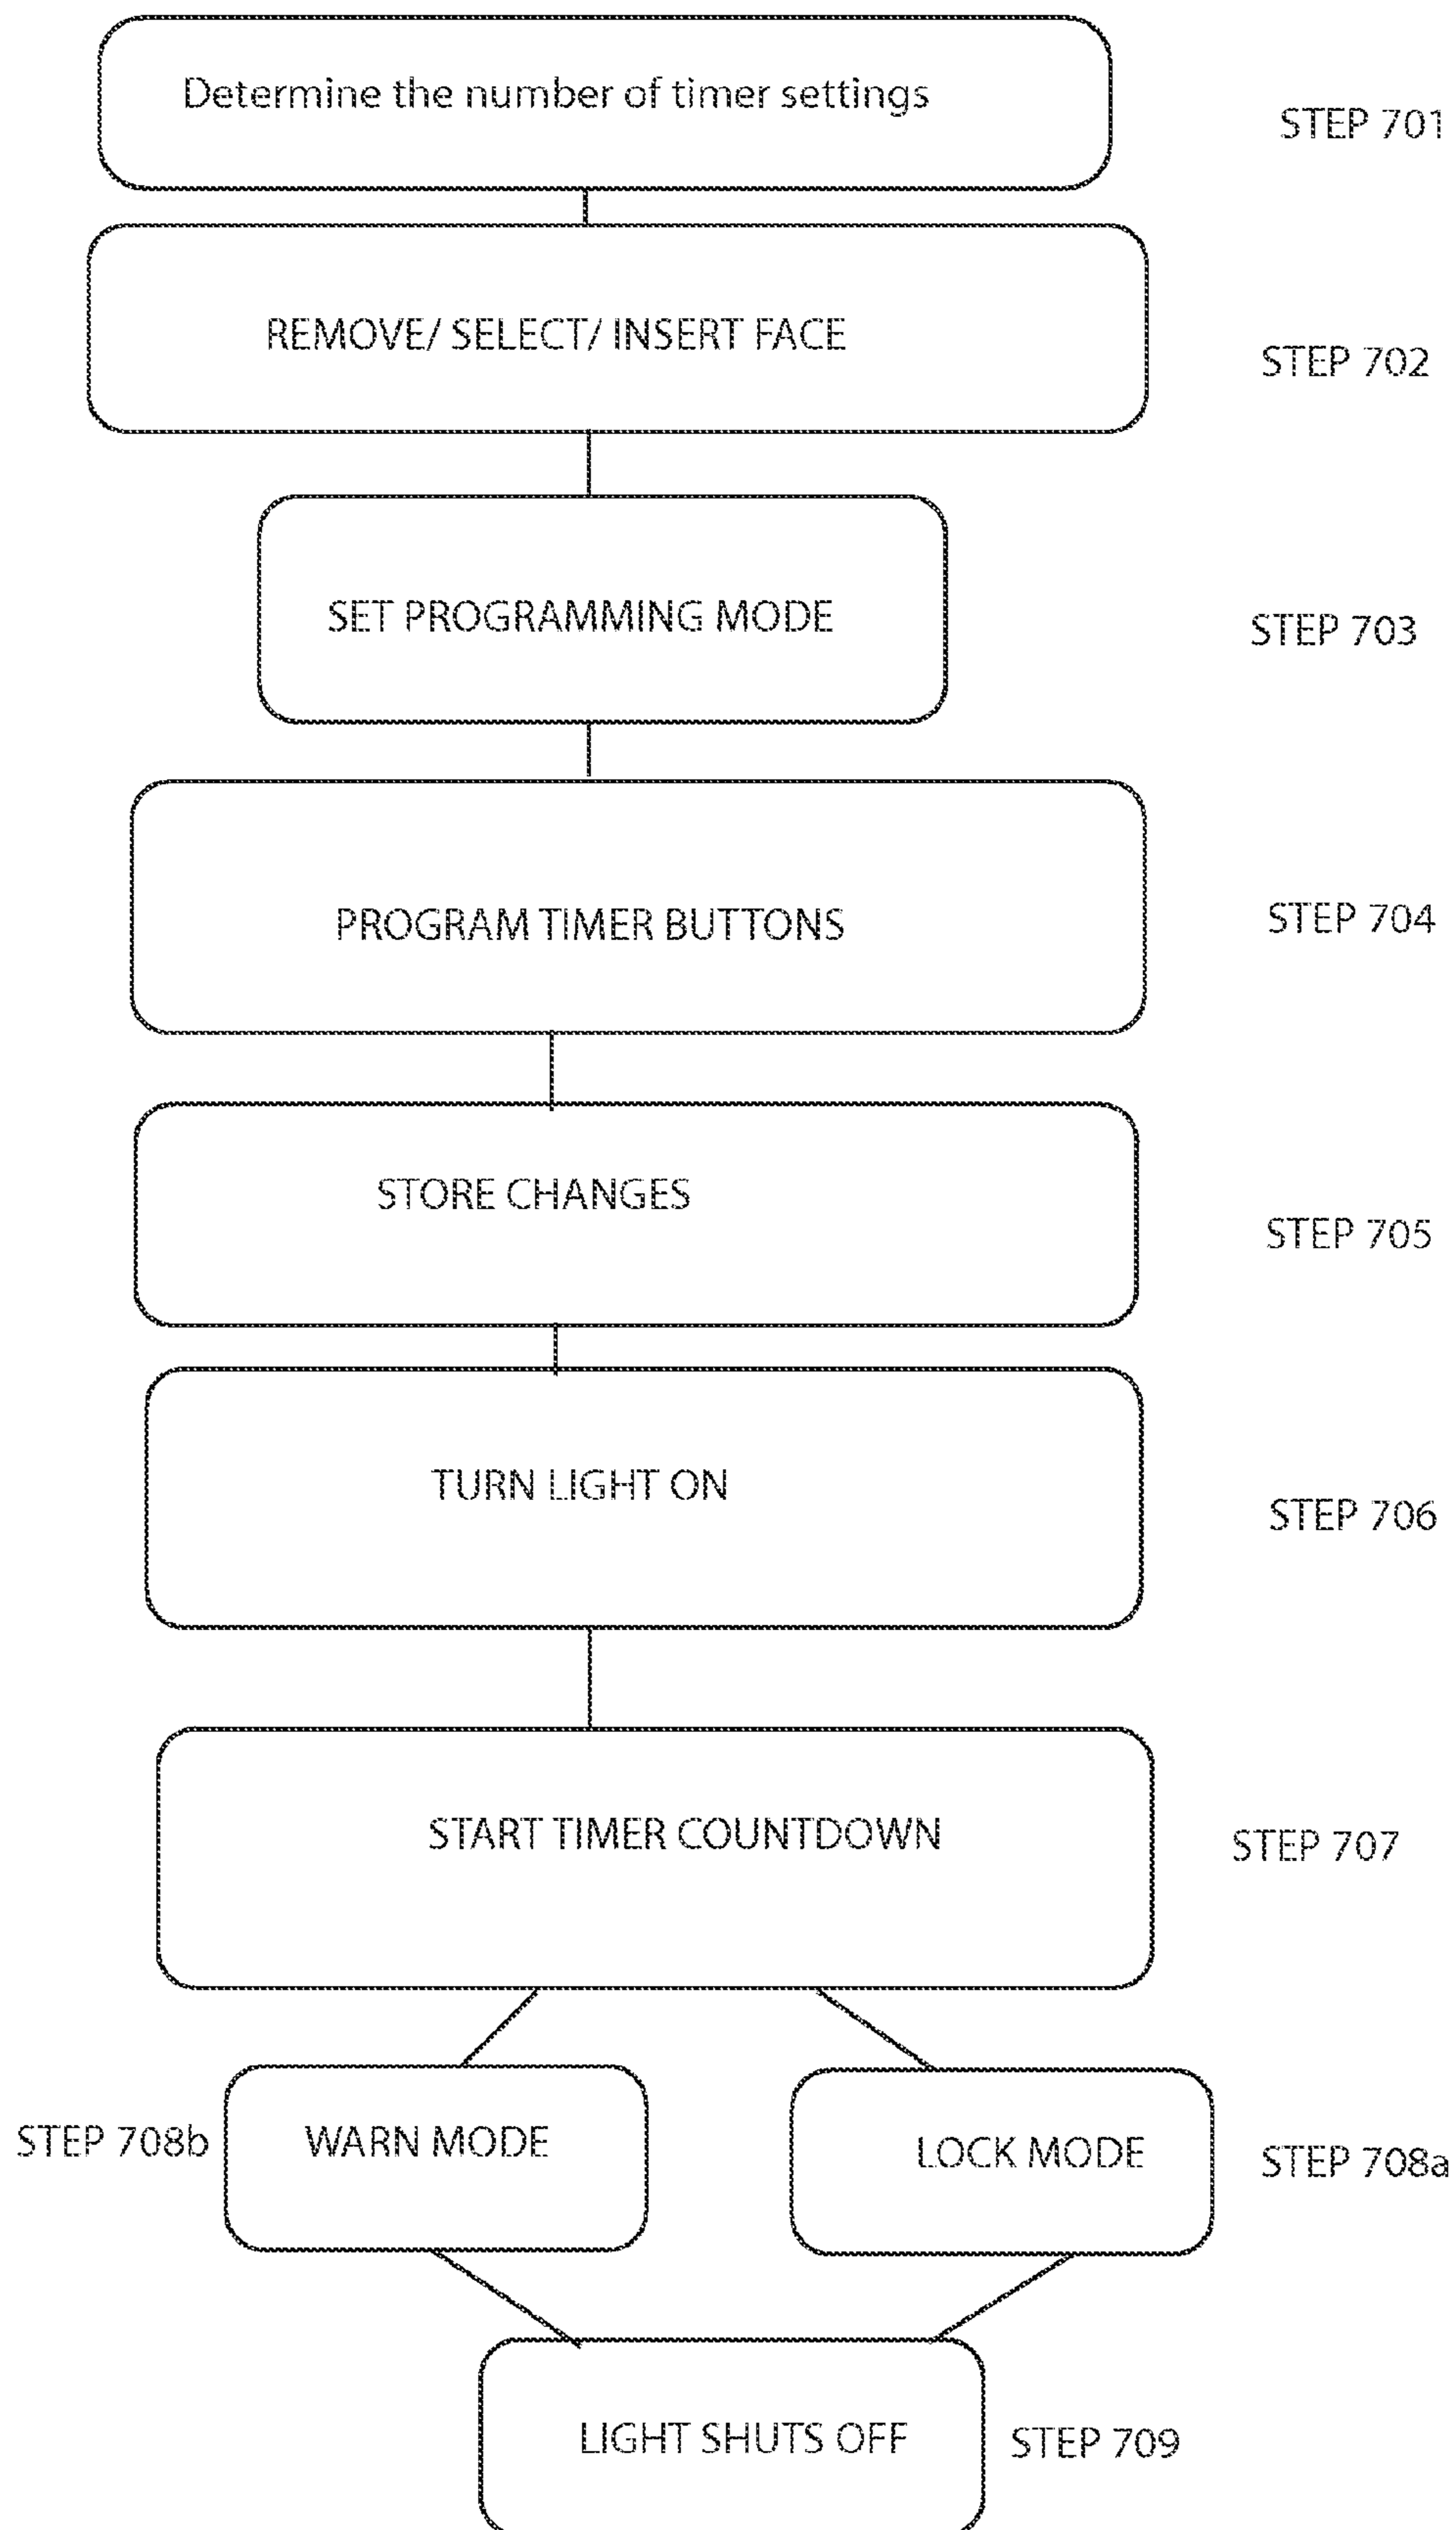 Determine the number of timer settings
STEP 701
REMOVE/ SELECT/ INSERT FACE
STEP 702
SET PROGRAMMING MODE
STEP 703
PROGRAM TIMER BUTTONS
STEP 704
STORE CHANGES
STEP 705
TURN LIGHT ON
STEP 706
START TIMER COUNTDOWN
STEP 707
STEP 708b
WARN MODE
LOCK MODE
STEP 708a
LIGHT SHUTS OFF
STEP 709